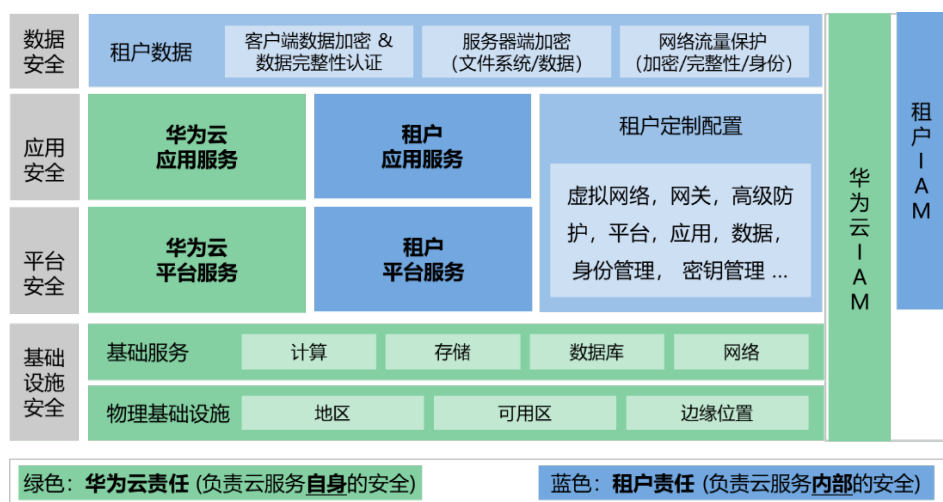 数据
安全
租户数据
客户端数据加密 &
数据完整性认证
服务器端加密
(文件系统/数据)
网络流量保护
(加密/完整性/身份)
应用
安全
华为云
应用服务
租户
应用服务
租户定制配置
虚拟网络，网关，高级防
护，平台，应用，数据，
身份管理， 密钥管理 ...
平台
安全
华为云
平台服务
租户
平台服务
基础
设施
安全
基础服务
计算
存储
数据库
网络
物理基础设施
地区
可用区
边缘位置
华为云IAM
租户IAM
绿色：华为云责任 (负责云服务自身的安全)
蓝色：租户责任 (负责云服务内部的安全)